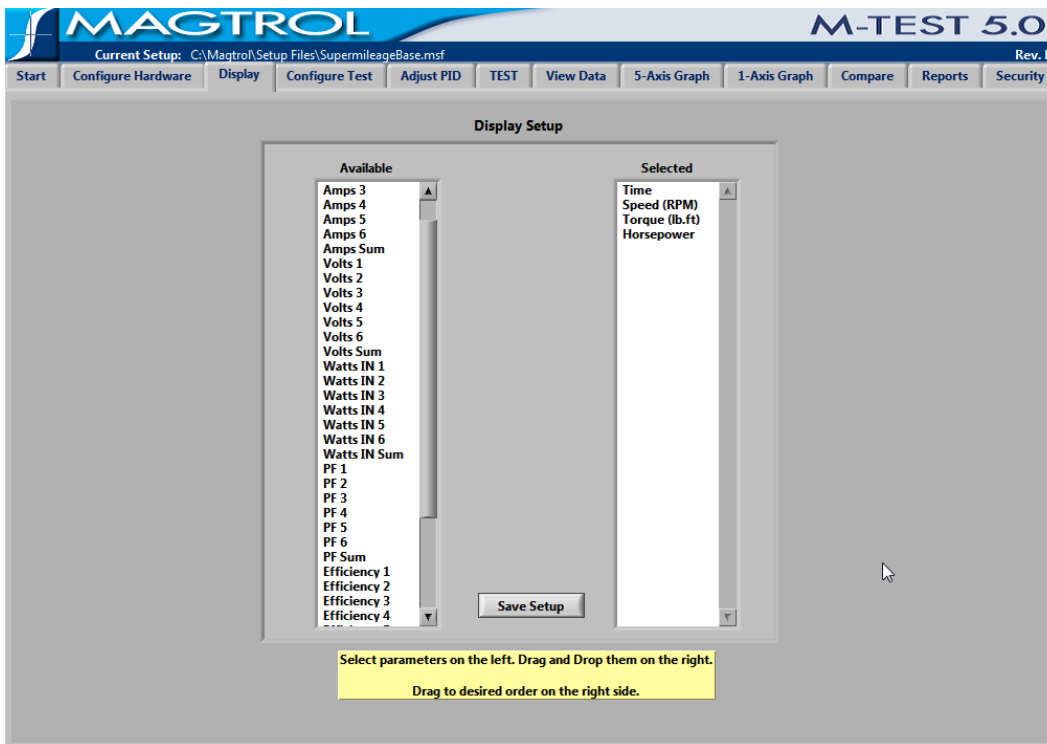 MAGTROL
M-TEST 5.0
Current Setup: C:\Magtrol\Setup Files\SupermileageBase.msf
Rev.
Start
Configure Hardware
Display
Configure Test
Adjust PID
TEST
View Data
5-Axis Graph
1-Axis Graph
Compare
Reports
Security
Display Setup
Available
Amps 3
Amps 4
Amps 5
Amps 6
Amps Sum
Volts 1
Volts 2
Volts 3
Volts 4
Volts 5
Volts 6
Volts Sum
Watts IN 1
Watts IN 2
Watts IN 3
Watts IN 4
Watts IN 5
Watts IN 6
Watts IN Sum
PF 1
PF 2
PF 3
PF 4
PF 5
PF 6
PF Sum
Efficiency 1
Efficiency 2
Efficiency 3
Efficiency 4
Selected
Time
Speed (RPM)
Torque (lb.ft)
Horsepower
Save Setup
Select parameters on the left. Drag and Drop them on the right.
Drag to desired order on the right side.